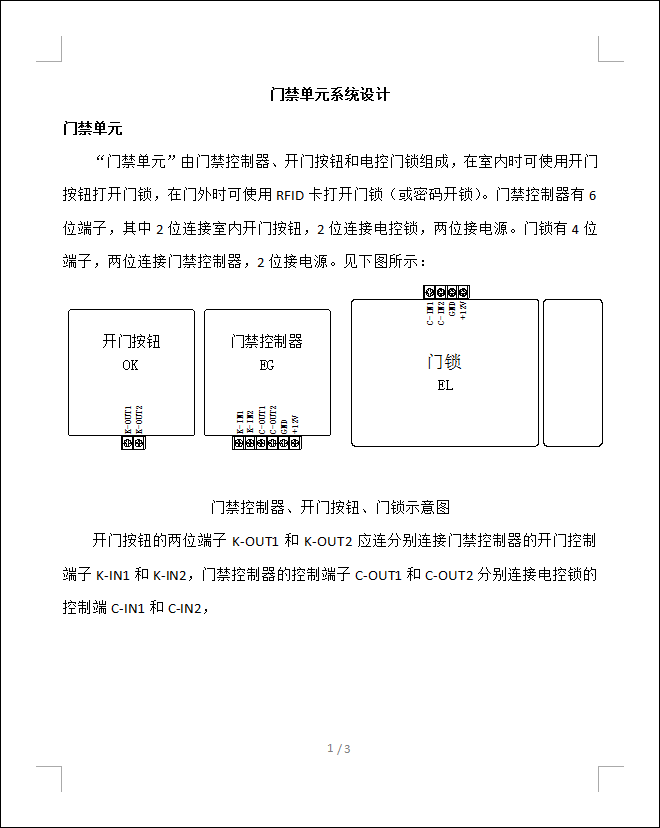 门禁单元系统设计
门禁单元
“门禁单元”由门禁控制器、开门按钮和电控门锁组成，在室内时可使用开门
按钮打开门锁，在门外时可使用 RFID 卡打开门锁（或密码开锁）。门禁控制器有 6
位端子，其中 2 位连接室内开门按钮，2 位连接电控锁，两位接电源。门锁有 4 位
端子，两位连接门禁控制器，2 位接电源。见下图所示：
开门按钮
OK
K-OUT1
K-OUT2
门禁控制器
EG
K-IN1
K-IN2
C-OUT1
C-OUT2
GND
+12V
C-IN1
C-IN2
GND
+12V
门锁
EL
门禁控制器、开门按钮、门锁示意图
开门按钮的两位端子 K-OUT1 和 K-OUT2 应连分别连接门禁控制器的开门控制
端子 K-IN1 和 K-IN2，门禁控制器的控制端子 C-OUT1 和 C-OUT2 分别连接电控锁的
控制端 C-IN1 和 C-IN2，
1 / 3